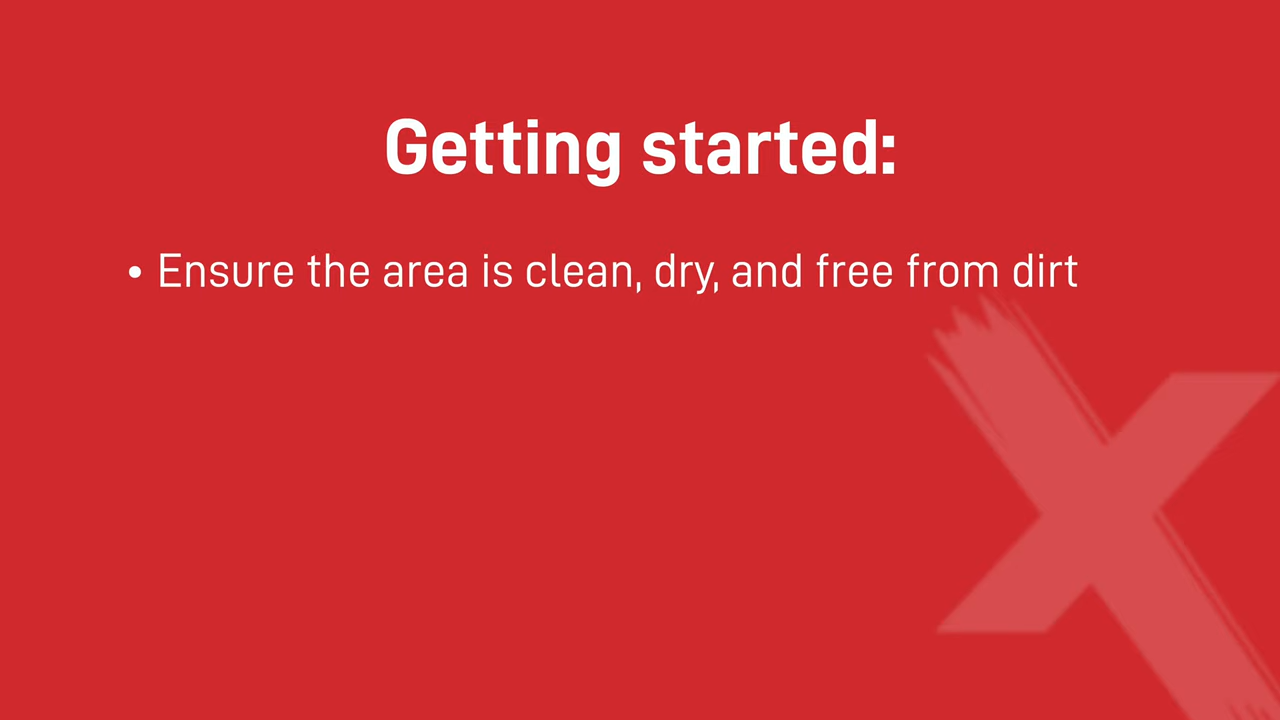 Getting started:
• Ensure the area is clean, dry, and free from dirt